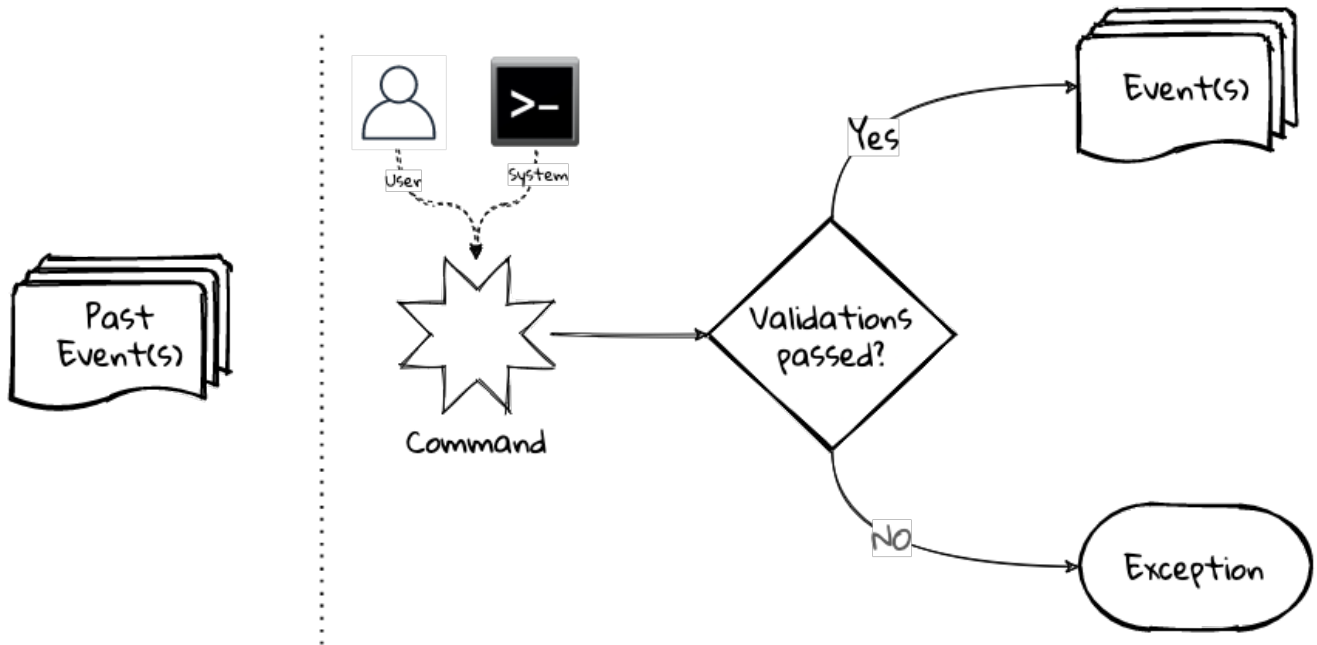 Past
Event(s)
>-
User
System
Command
Validations
passed?
Yes
Event(s)
No
Exception